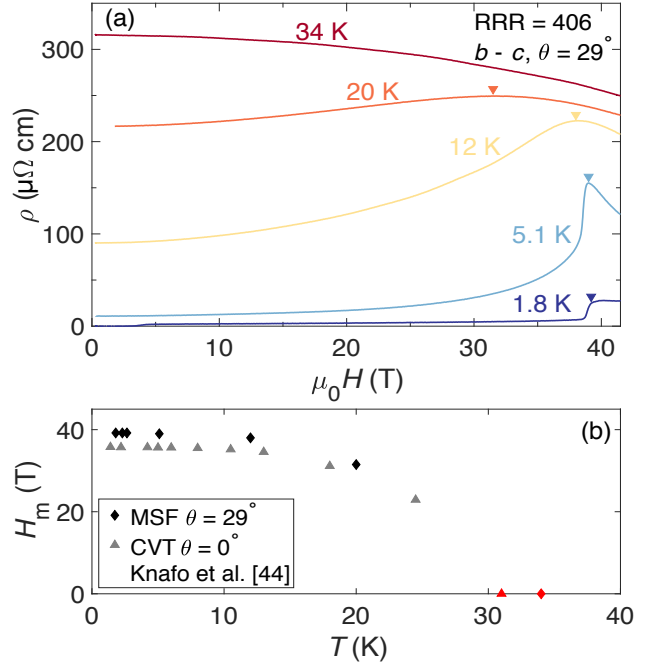 (a)
RRR = 406
b - c, θ = 29°
34 K
20 K
12 K
5.1 K
1.8 K
300
200
100
0
ρ (μΩ cm)
0 10 20 30 40
μ₀H (T)
(b)
40
20
0
Hₘ (T)
MSF θ = 29°
CVT θ = 0°
Knafo et al. [44]
0 10 20 30 40
T (K)